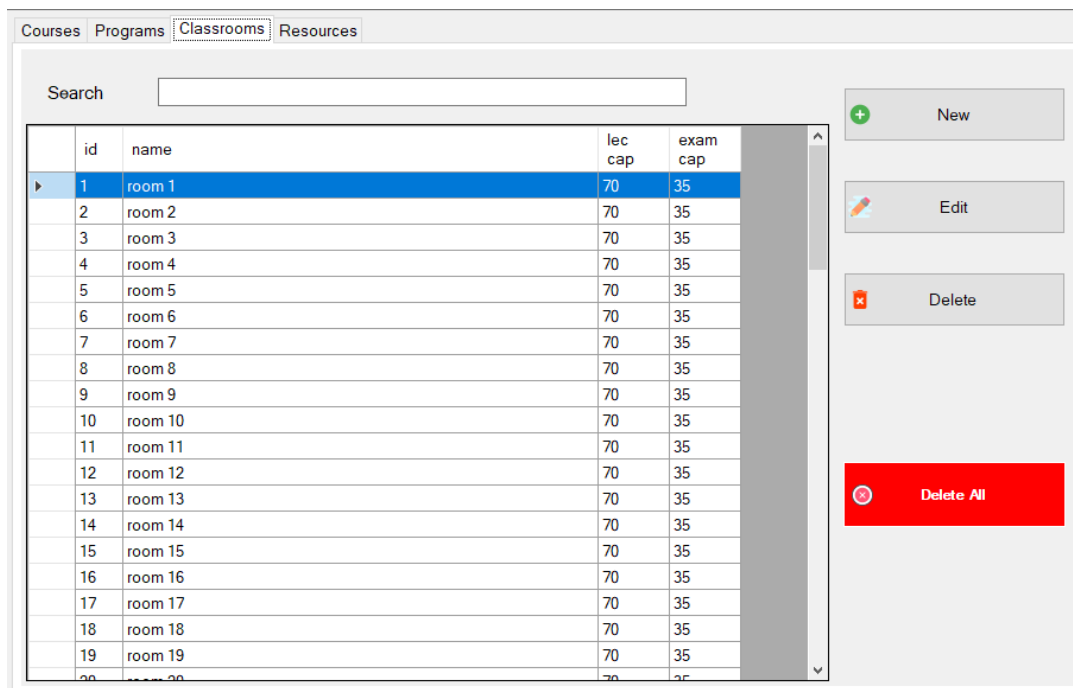 Courses Programs Classrooms Resources
Search
New
id name lec cap exam cap
1 room 1 70 35
2 room 2 70 35
Edit
3 room 3 70 35
4 room 4 70 35
5 room 5 70 35
Delete
6 room 6 70 35
7 room 7 70 35
8 room 8 70 35
9 room 9 70 35
10 room 10 70 35
11 room 11 70 35
12 room 12 70 35
13 room 13 70 35
Delete All
14 room 14 70 35
15 room 15 70 35
16 room 16 70 35
17 room 17 70 35
18 room 18 70 35
19 room 19 70 35